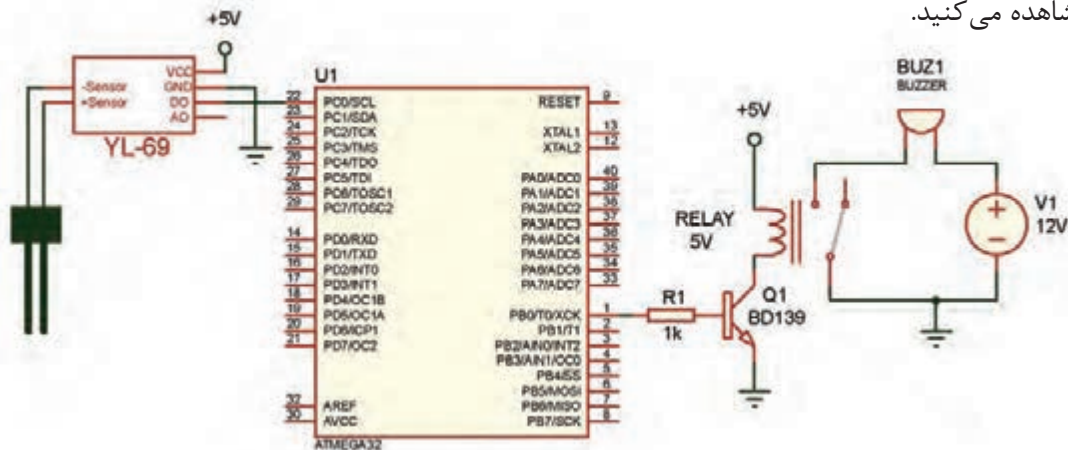 شاهده می‌کنید.
+5V
-Sensor
+Sensor
VCC
GND
DO
AO
YL-69
U1
22 PC0/SCL
23 PC1/SDA
24 PC2/TCK
25 PC3/TMS
26 PC4/TDO
27 PC5/TDI
28 PC6/TOSC1
29 PC7/TOSC2
14 PD0/RXD
15 PD1/TXD
16 PD2/INT0
17 PD3/INT1
18 PD4/OC1B
19 PD5/OC1A
20 PD6/ICP1
21 PD7/OC2
32 AREF
30 AVCC
ATMEGA32
RESET 9
XTAL1 13
XTAL2 12
PA0/ADC0 40
PA1/ADC1 39
PA2/ADC2 38
PA3/ADC3 37
PA4/ADC4 36
PA5/ADC5 35
PA6/ADC6 34
PA7/ADC7 33
PB0/T0/XCK 1
PB1/T1 2
PB2/AIN0/INT2 3
PB3/AIN1/OC0 4
PB4/SS 5
PB5/MOSI 6
PB6/MISO 7
PB7/SCK 8
R1
1k
+5V
RELAY
5V
Q1
BD139
BUZ1
BUZZER
V1
12V